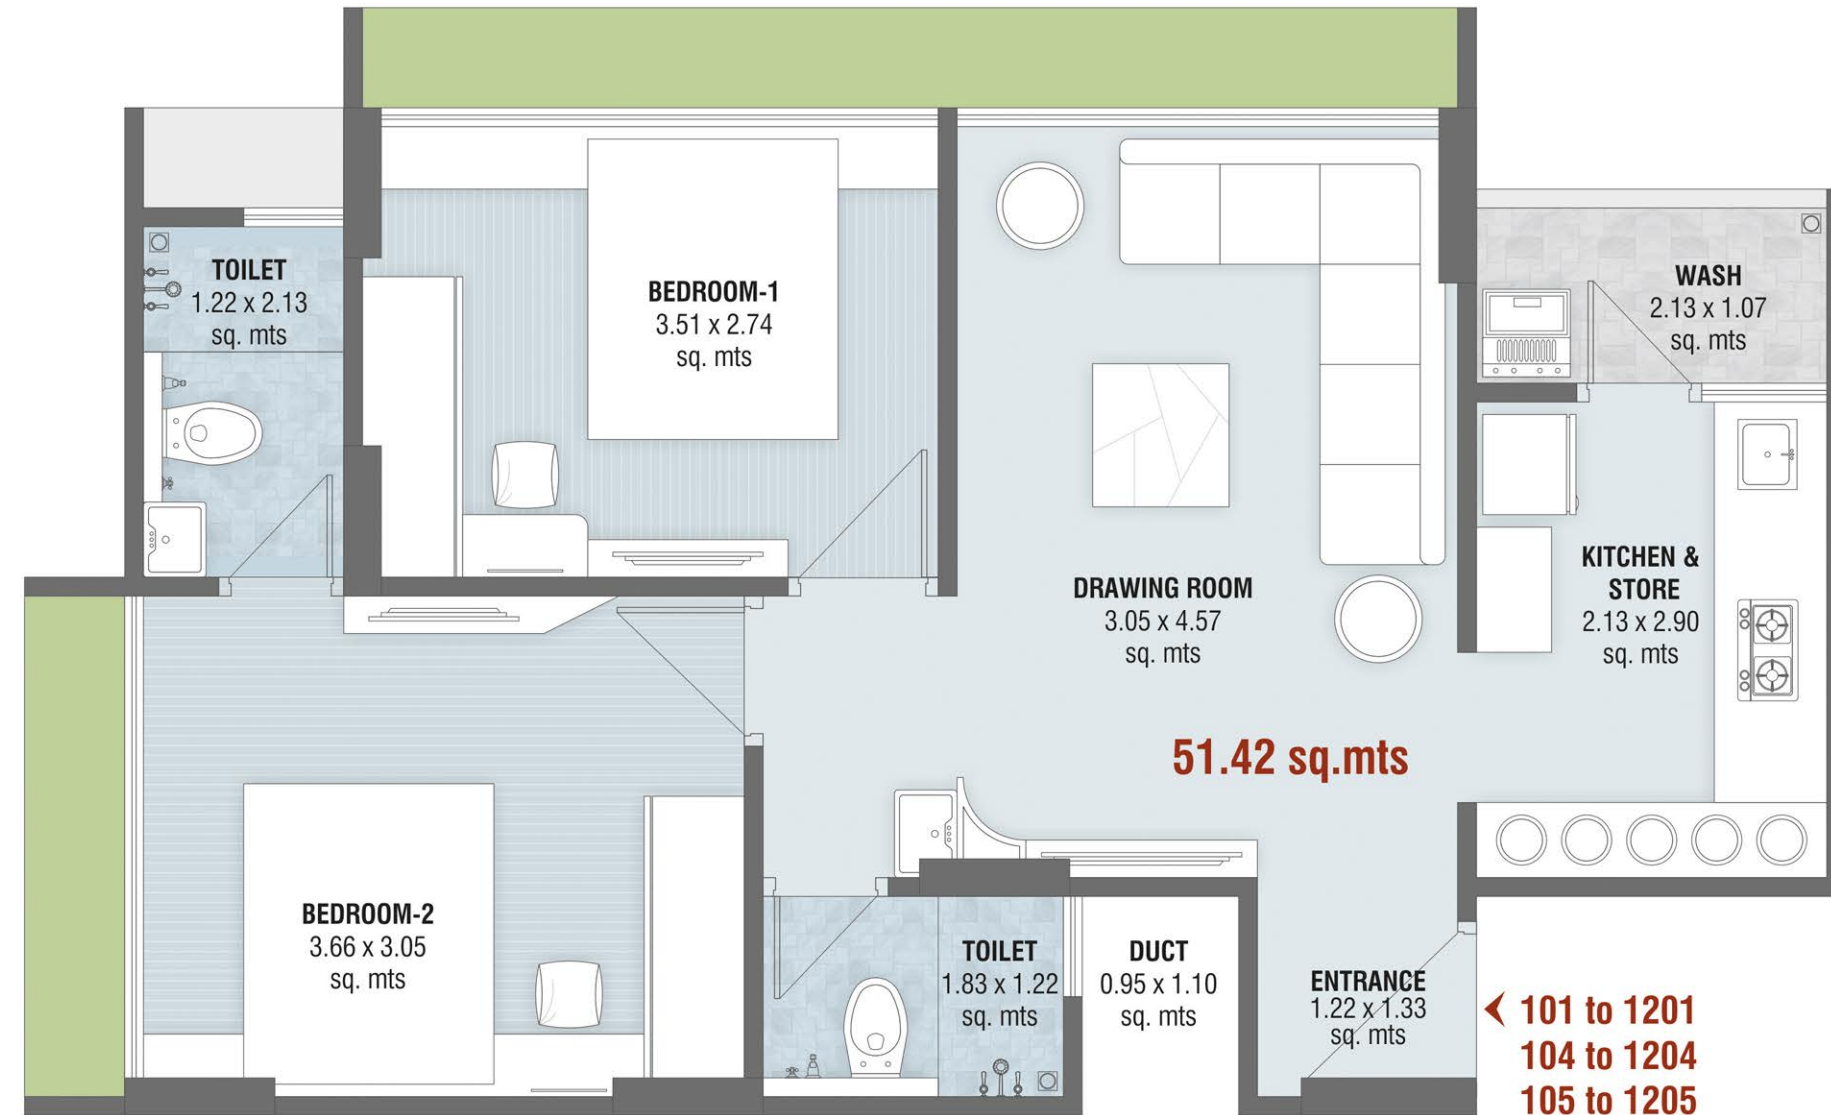 TOILET
1.22 x 2.13
sq. mts
BEDROOM-1
3.51 x 2.74
sq. mts
WASH
2.13 x 1.07
sq. mts
DRAWING ROOM
3.05 x 4.57
sq. mts
KITCHEN &
STORE
2.13 x 2.90
sq. mts
51.42 sq.mts
BEDROOM-2
3.66 x 3.05
sq. mts
TOILET
1.83 x 1.22
sq. mts
DUCT
0.95 x 1.10
sq. mts
ENTRANCE
1.22 x 1.33
sq. mts
101 to 1201
104 to 1204
105 to 1205